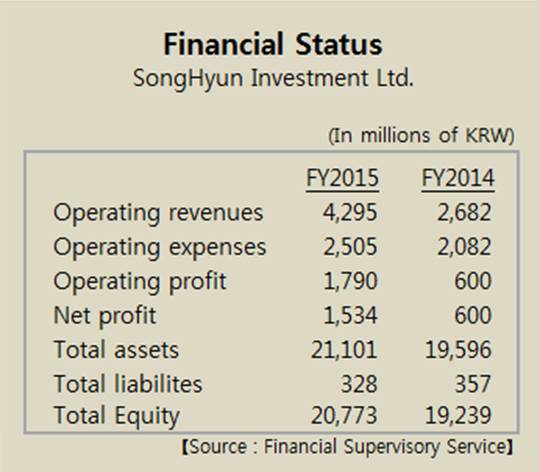 Financial Status
SongHyun Investment Ltd.
(In millions of KRW)
FY2015 FY2014
Operating revenues 4,295 2,682
Operating expenses 2,505 2,082
Operating profit 1,790 600
Net profit 1,534 600
Total assets 21,101 19,596
Total liabilites 328 357
Total Equity 20,773 19,239
【Source : Financial Supervisory Service】